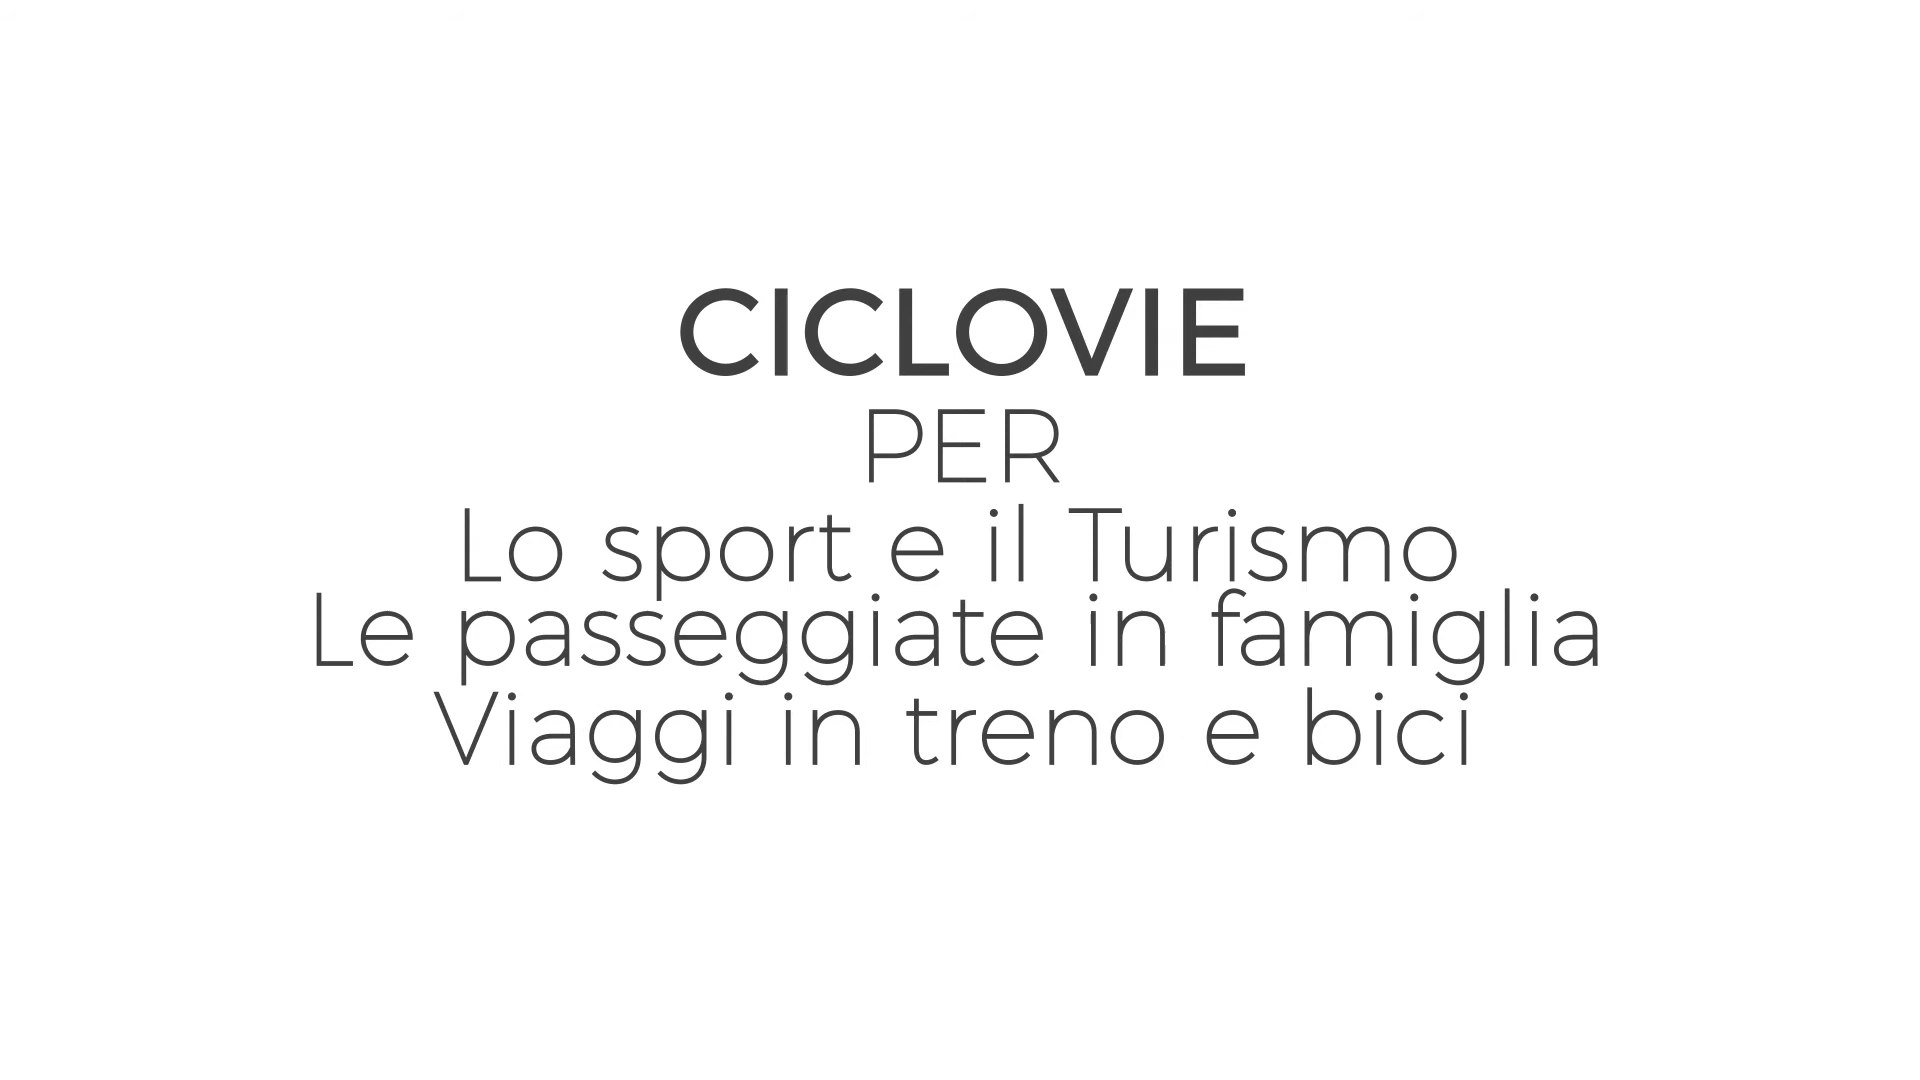 CICLOVIE
PER
Lo sport e il Turismo
Le passeggiate in famiglia
Viaggi in treno e bici